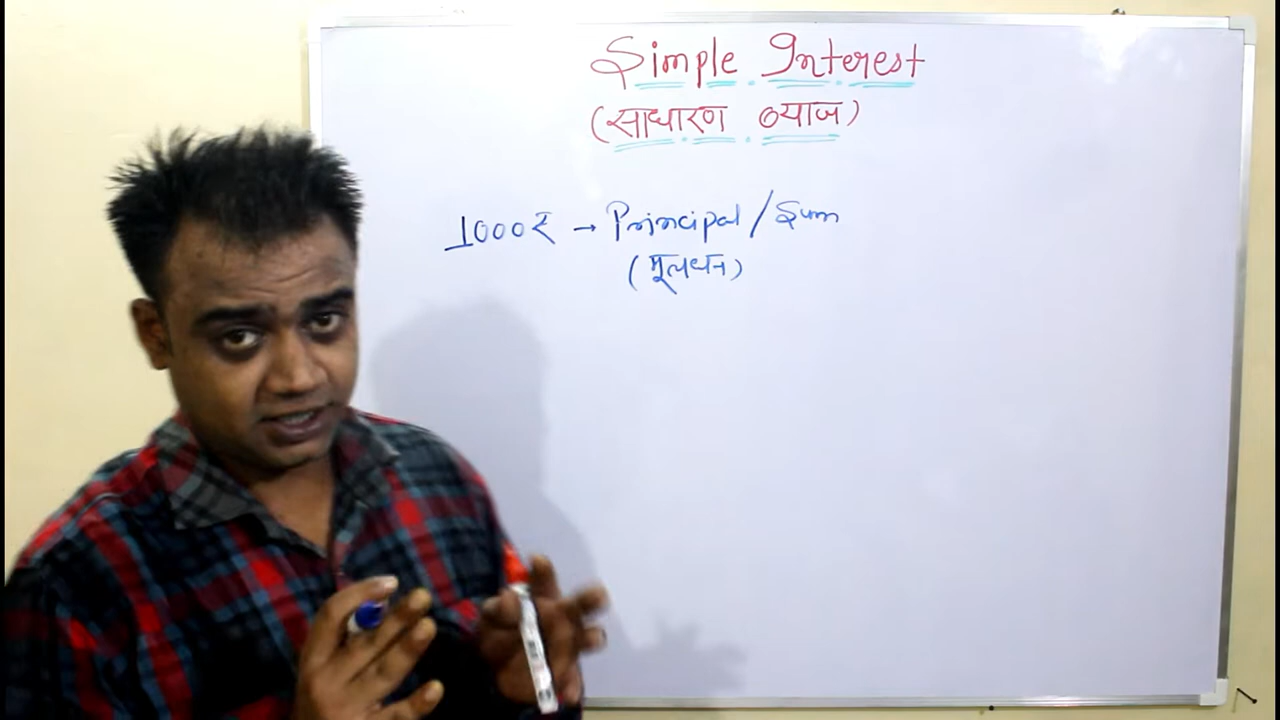 Simple Interest
(साधारण ब्याज)
1000₹ → Principal/Sum
(मूलधन)